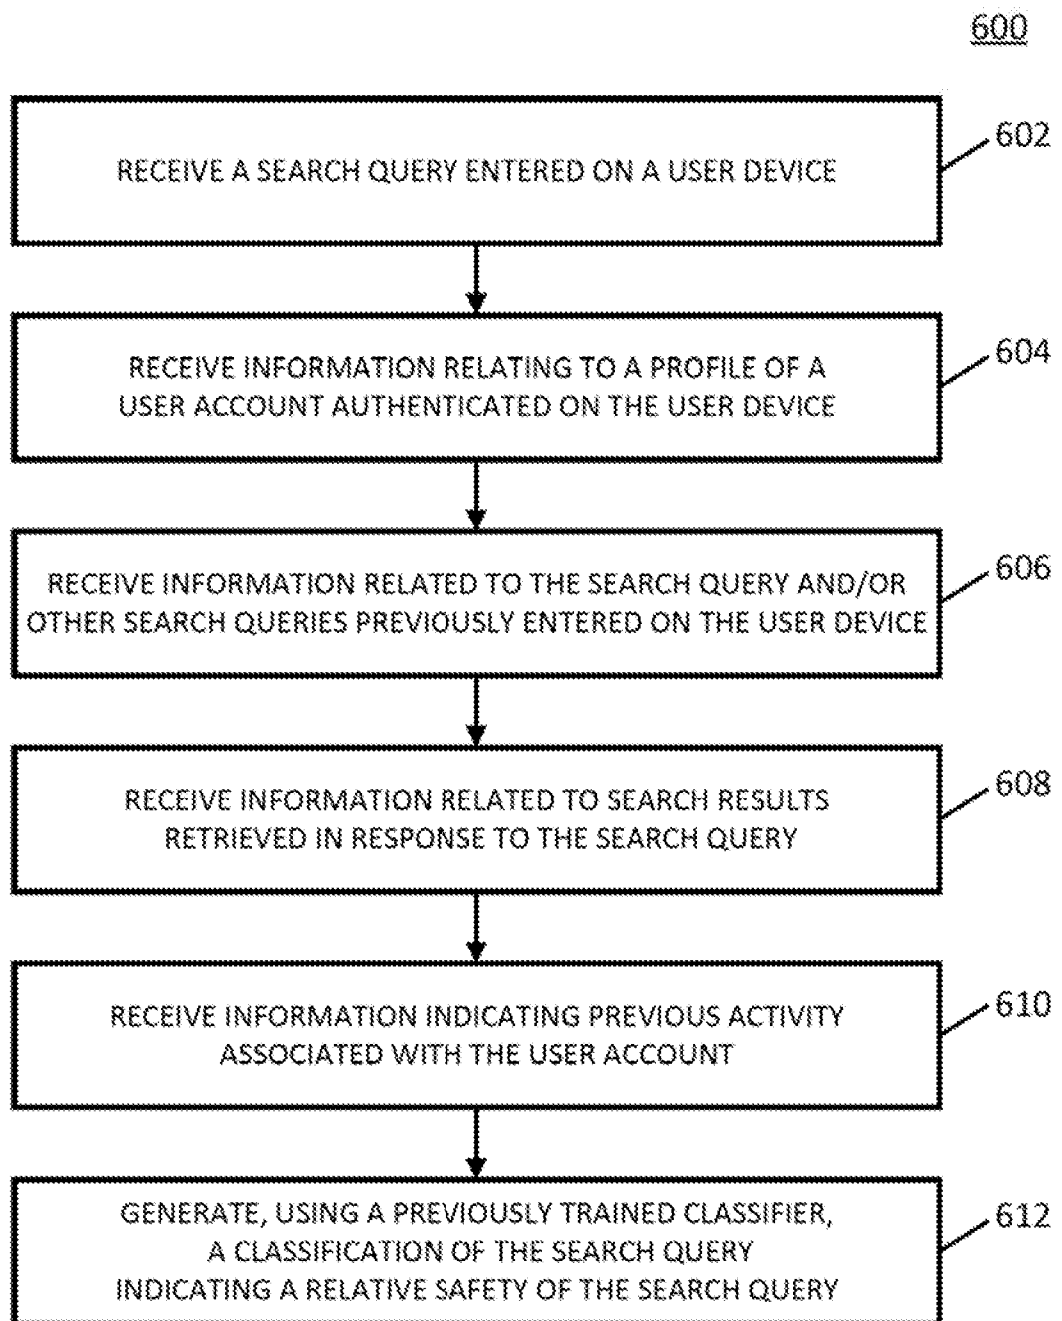 600
RECEIVE A SEARCH QUERY ENTERED ON A USER DEVICE
602
RECEIVE INFORMATION RELATING TO A PROFILE OF A
USER ACCOUNT AUTHENTICATED ON THE USER DEVICE
604
RECEIVE INFORMATION RELATED TO THE SEARCH QUERY AND/OR
OTHER SEARCH QUERIES PREVIOUSLY ENTERED ON THE USER DEVICE
606
RECEIVE INFORMATION RELATED TO SEARCH RESULTS
RETRIEVED IN RESPONSE TO THE SEARCH QUERY
608
RECEIVE INFORMATION INDICATING PREVIOUS ACTIVITY
ASSOCIATED WITH THE USER ACCOUNT
610
GENERATE, USING A PREVIOUSLY TRAINED CLASSIFIER,
A CLASSIFICATION OF THE SEARCH QUERY
INDICATING A RELATIVE SAFETY OF THE SEARCH QUERY
612